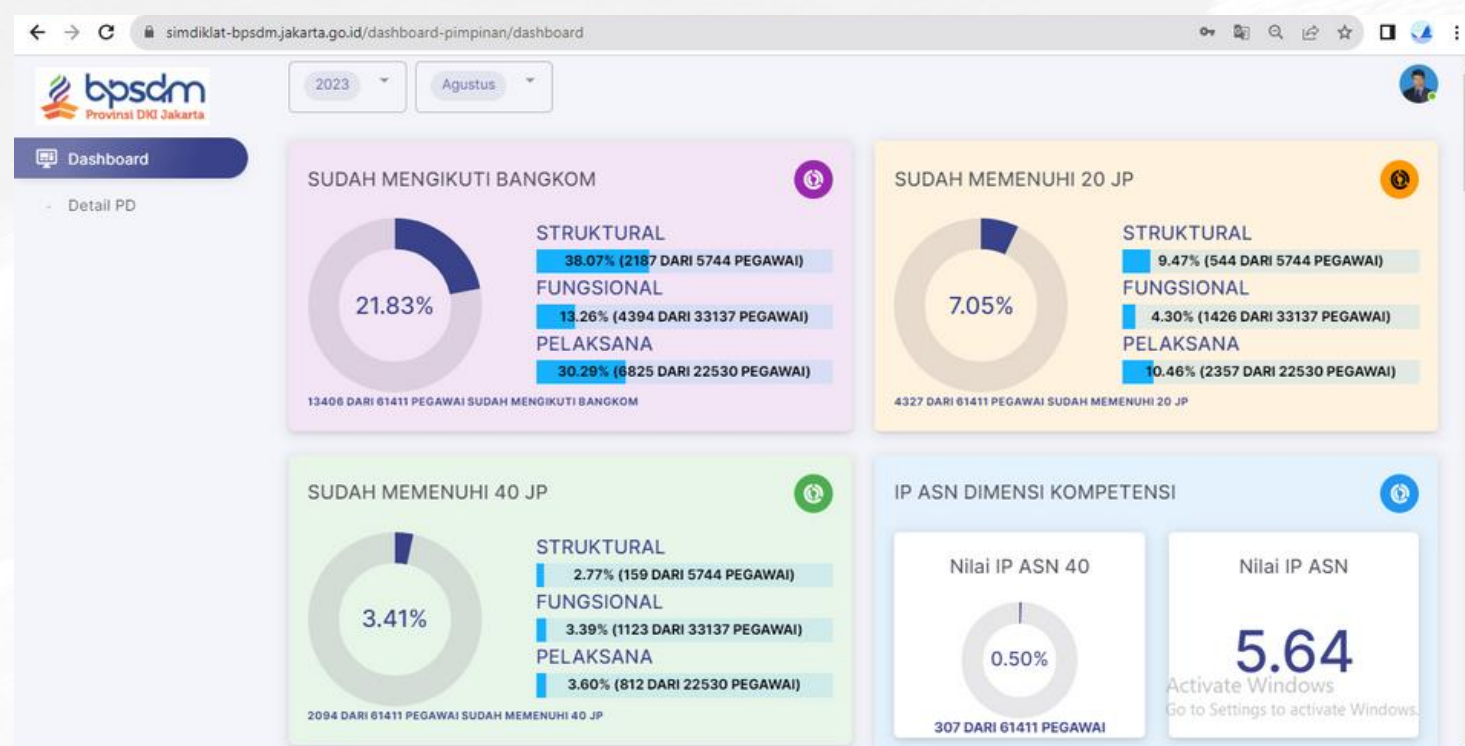 simdiklat-bpsdm.jakarta.go.id/dashboard-pimpinan/dashboard
bpsdm
Provinsi DKI Jakarta
2023
Agustus
Dashboard
- Detail PD
SUDAH MENGIKUTI BANGKOM
21.83%
STRUKTURAL
38.07% (2187 DARI 5744 PEGAWAI)
FUNGSIONAL
13.26% (4394 DARI 33137 PEGAWAI)
PELAKSANA
30.29% (6825 DARI 22530 PEGAWAI)
13406 DARI 61411 PEGAWAI SUDAH MENGIKUTI BANGKOM
SUDAH MEMENUHI 20 JP
7.05%
STRUKTURAL
9.47% (544 DARI 5744 PEGAWAI)
FUNGSIONAL
4.30% (1426 DARI 33137 PEGAWAI)
PELAKSANA
10.46% (2357 DARI 22530 PEGAWAI)
4327 DARI 61411 PEGAWAI SUDAH MEMENUHI 20 JP
SUDAH MEMENUHI 40 JP
3.41%
STRUKTURAL
2.77% (159 DARI 5744 PEGAWAI)
FUNGSIONAL
3.39% (1123 DARI 33137 PEGAWAI)
PELAKSANA
3.60% (812 DARI 22530 PEGAWAI)
2094 DARI 61411 PEGAWAI SUDAH MEMENUHI 40 JP
IP ASN DIMENSI KOMPETENSI
Nilai IP ASN 40
0.50%
307 DARI 61411 PEGAWAI
Nilai IP ASN
5.64
Activate Windows
Go to Settings to activate Windows.